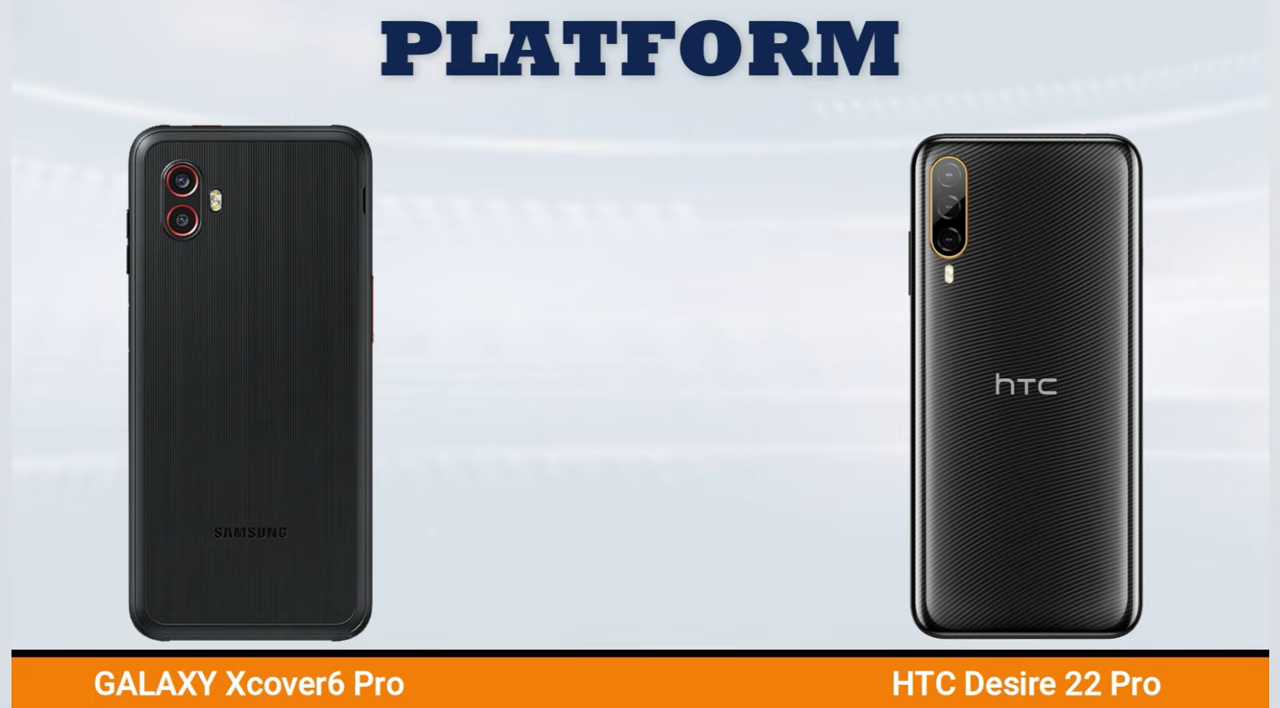 PLATFORM
SAMSUNG
hTC
GALAXY Xcover6 Pro
HTC Desire 22 Pro